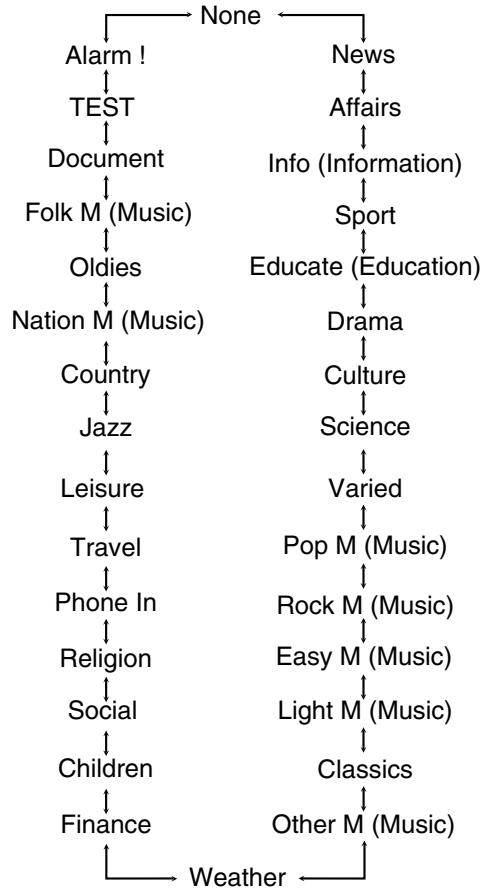 None
Alarm !
News
TEST
Affairs
Document
Info (Information)
Folk M (Music)
Sport
Oldies
Educate (Education)
Nation M (Music)
Drama
Country
Culture
Jazz
Science
Leisure
Varied
Travel
Pop M (Music)
Phone In
Rock M (Music)
Religion
Easy M (Music)
Social
Light M (Music)
Children
Classics
Finance
Other M (Music)
Weather